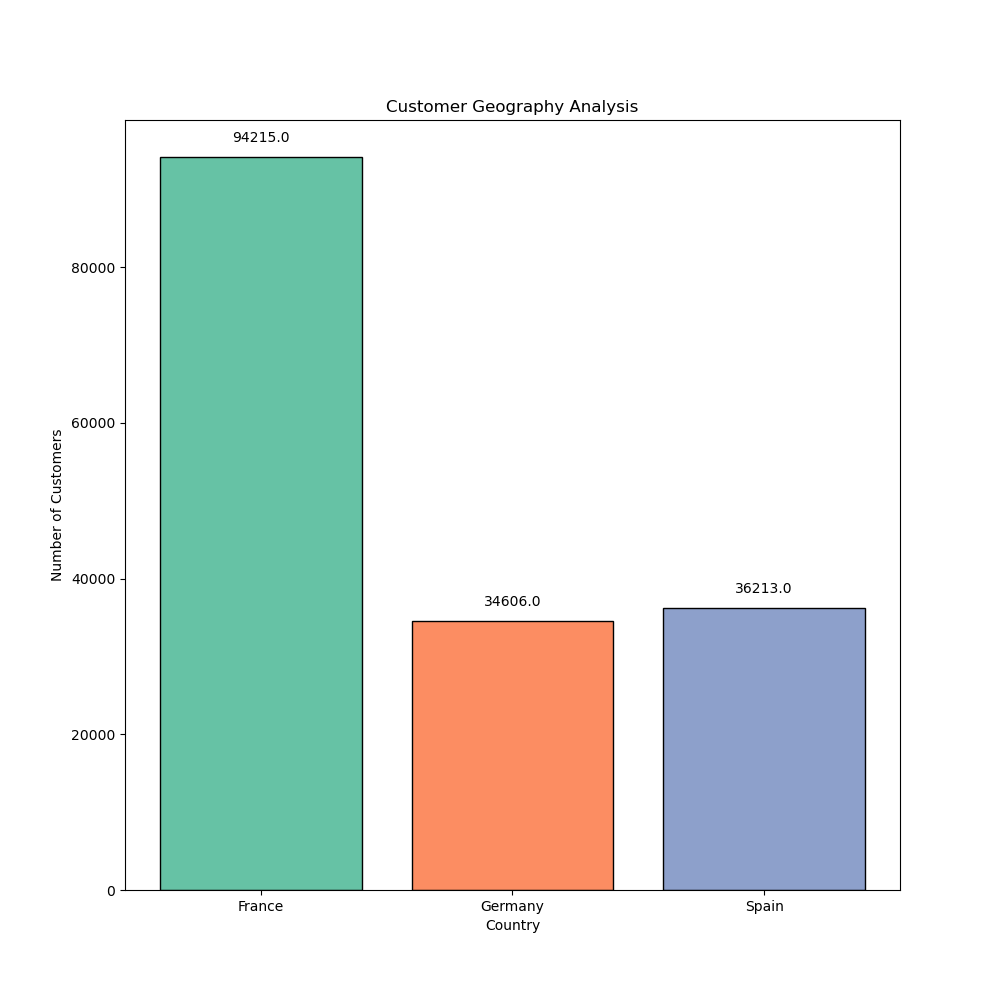 Customer Geography Analysis
94215.0
80000
60000
40000
20000
0
34606.0
36213.0
Number of Customers
France
Germany
Spain
Country